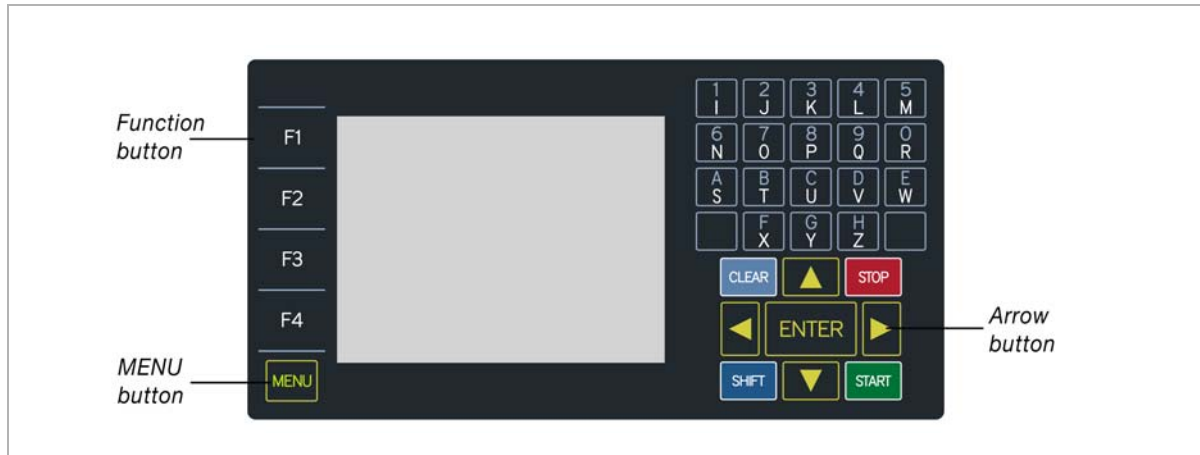 Function
button
F1
F2
F3
F4
MENU
button
MENU
1 2 3 4 5
I J K L M
6 7 8 9 0
N O P Q R
A B C D E
S T U V W
F G H
X Y Z
CLEAR STOP
ENTER
SHIFT START
Arrow
button